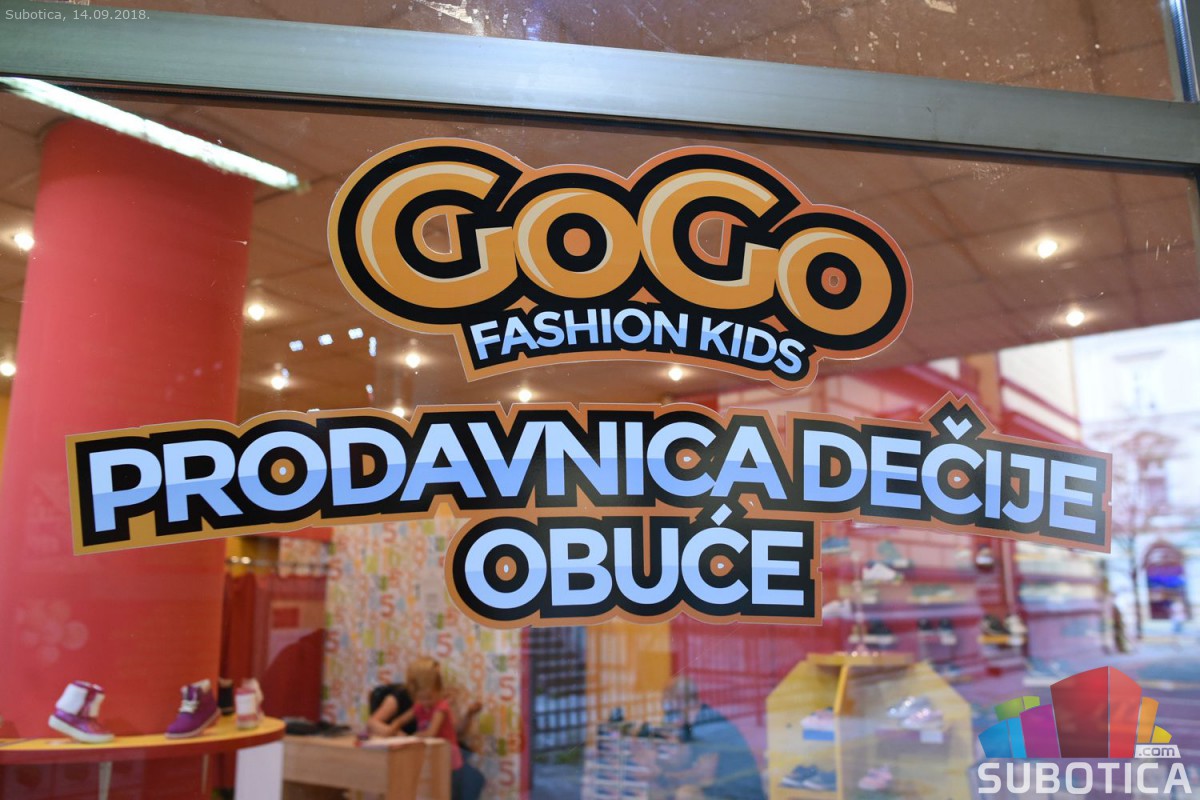 Subotica, 14.09.2018.
GoGo
FASHION KIDS
PRODAVNICA DEČIJE
OBUĆE
.com
SUBOTICA